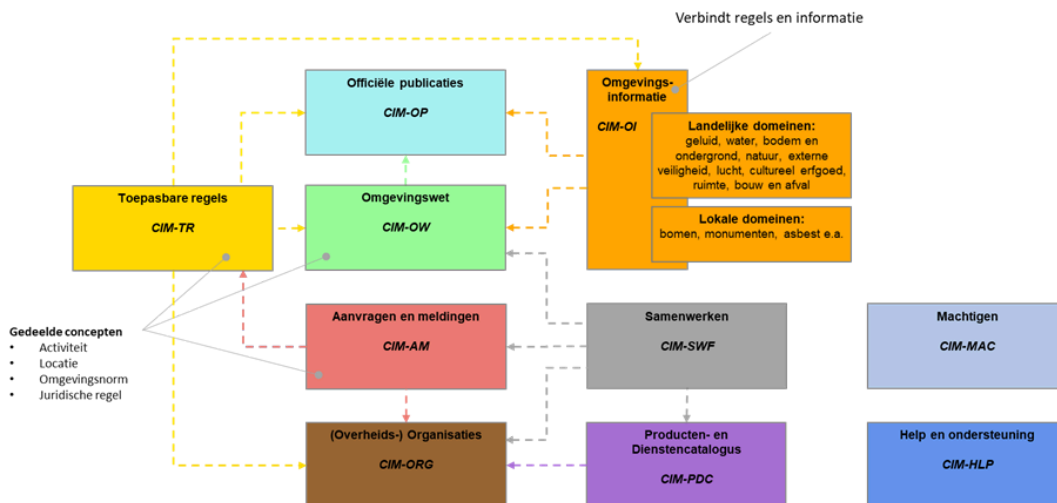 Verbindt regels en informatie
Officiële publicaties
CIM-OP
Omgevings-
informatie
CIM-OI
Landelijke domeinen:
geluid, water, bodem en
ondergrond, natuur, externe
veiligheid, lucht, cultureel erfgoed,
ruimte, bouw en afval
Lokale domeinen:
bomen, monumenten, asbest e.a.
Toepasbare regels
CIM-TR
Omgevingswet
CIM-OW
Gedeelde concepten
• Activiteit
• Locatie
• Omgevingsnorm
• Juridische regel
Aanvragen en meldingen
CIM-AM
Samenwerken
CIM-SWF
Machtigen
CIM-MAC
(Overheids-) Organisaties
CIM-ORG
Producten- en
Dienstencatalogus
CIM-PDC
Help en ondersteuning
CIM-HLP